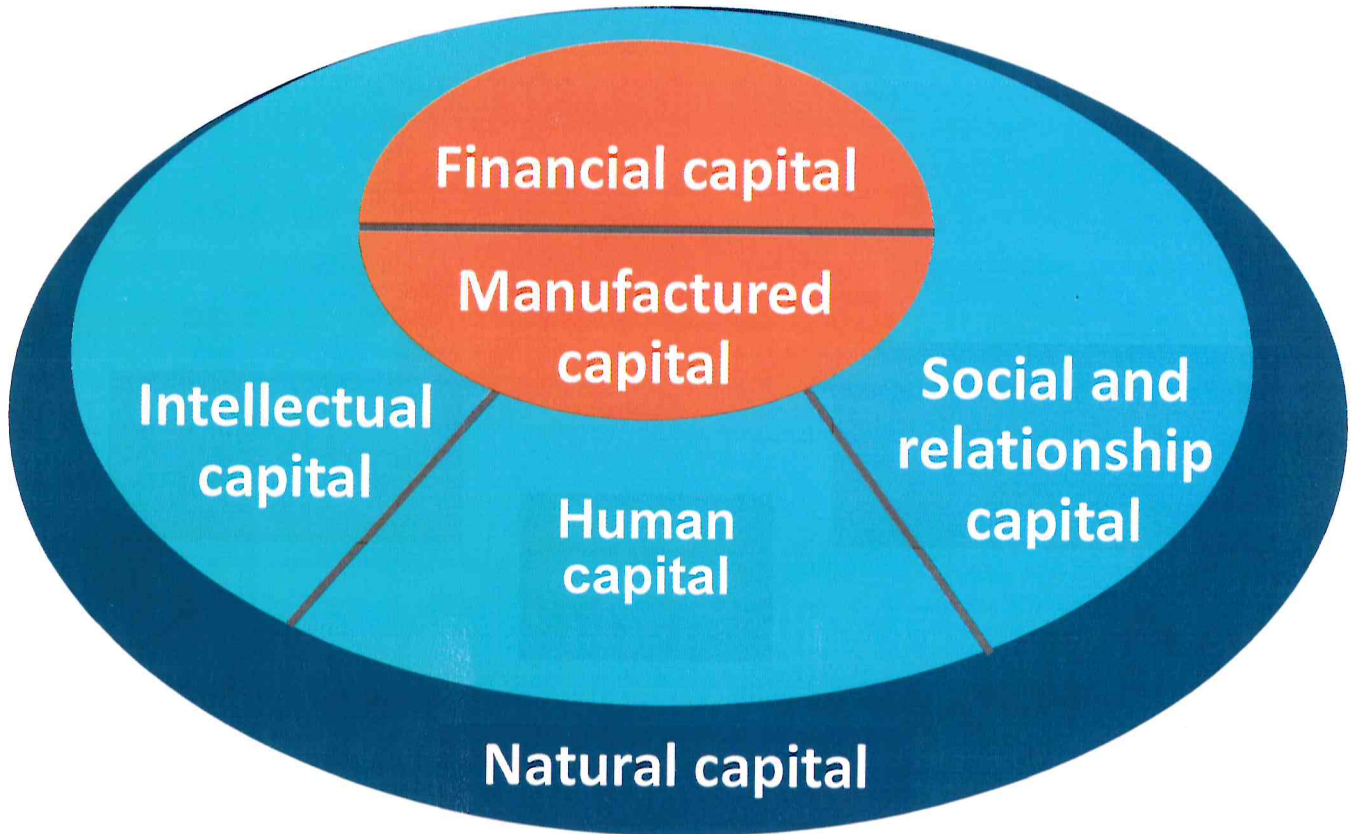 Financial capital
Manufactured
capital
Intellectual
capital
Human
capital
Social and
relationship
capital
Natural capital